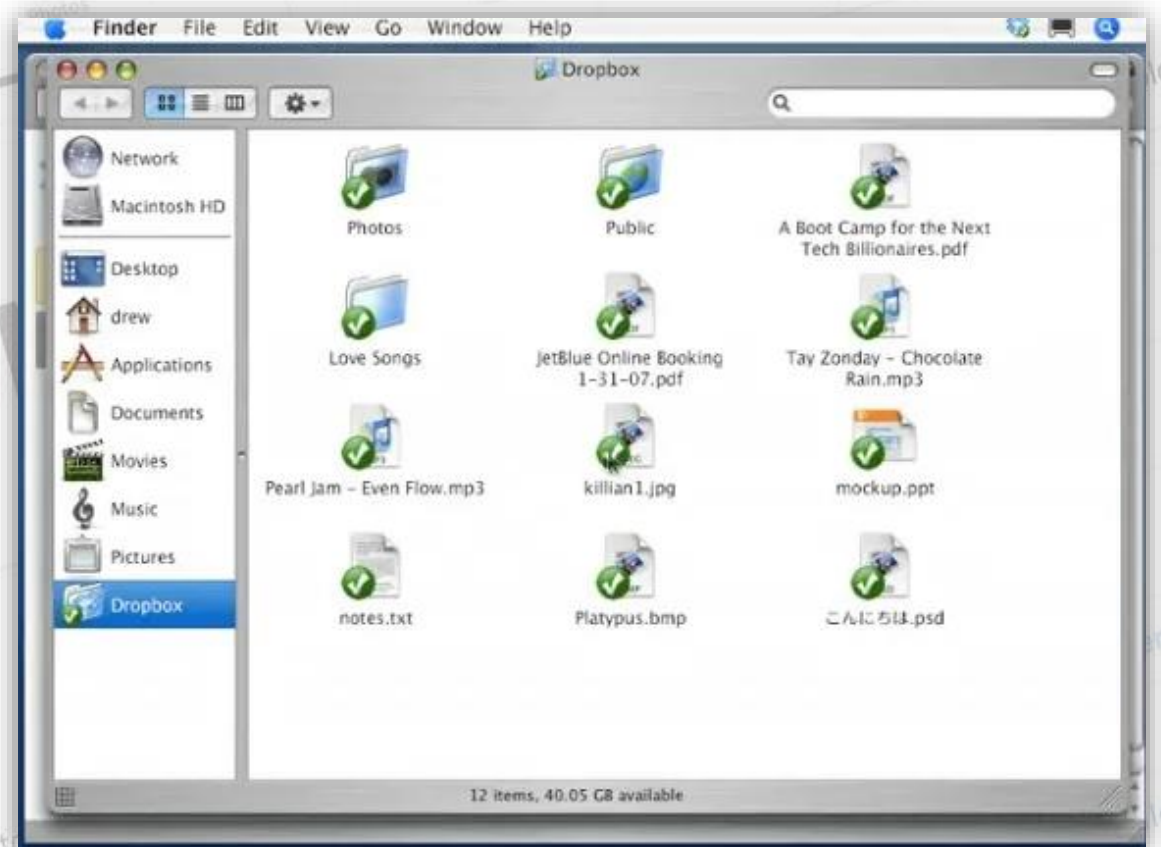 Photos
Finder File Edit View Go Window Help
Dropbox
Network
Macintosh HD
Desktop
drew
Applications
Documents
Movies
Music
Pictures
Dropbox
Photos
Public
A Boot Camp for the Next
Tech Billionaires.pdf
Love Songs
JetBlue Online Booking
1-31-07.pdf
Tay Zonday - Chocolate
Rain.mp3
Pearl Jam - Even Flow.mp3
killian1.jpg
mockup.ppt
notes.txt
Platypus.bmp
こんにちは.psd
12 items, 40.05 GB available